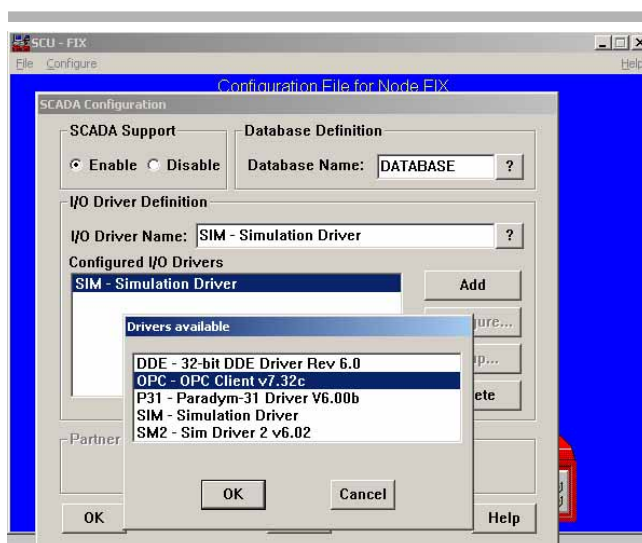 SCU - FIX
File Configure Help
Configuration File for Node FIX
SCADA Configuration
SCADA Support
Enable Disable
Database Definition
Database Name: DATABASE ?
I/O Driver Definition
I/O Driver Name: SIM - Simulation Driver ?
Configured I/O Drivers
SIM - Simulation Driver
Add
Drivers available
DDE - 32-bit DDE Driver Rev 6.0
OPC - OPC Client v7.32c
P31 - Paradym-31 Driver V6.00b
SIM - Simulation Driver
SM2 - Sim Driver 2 v6.02
OK Cancel
Partner
OK Help